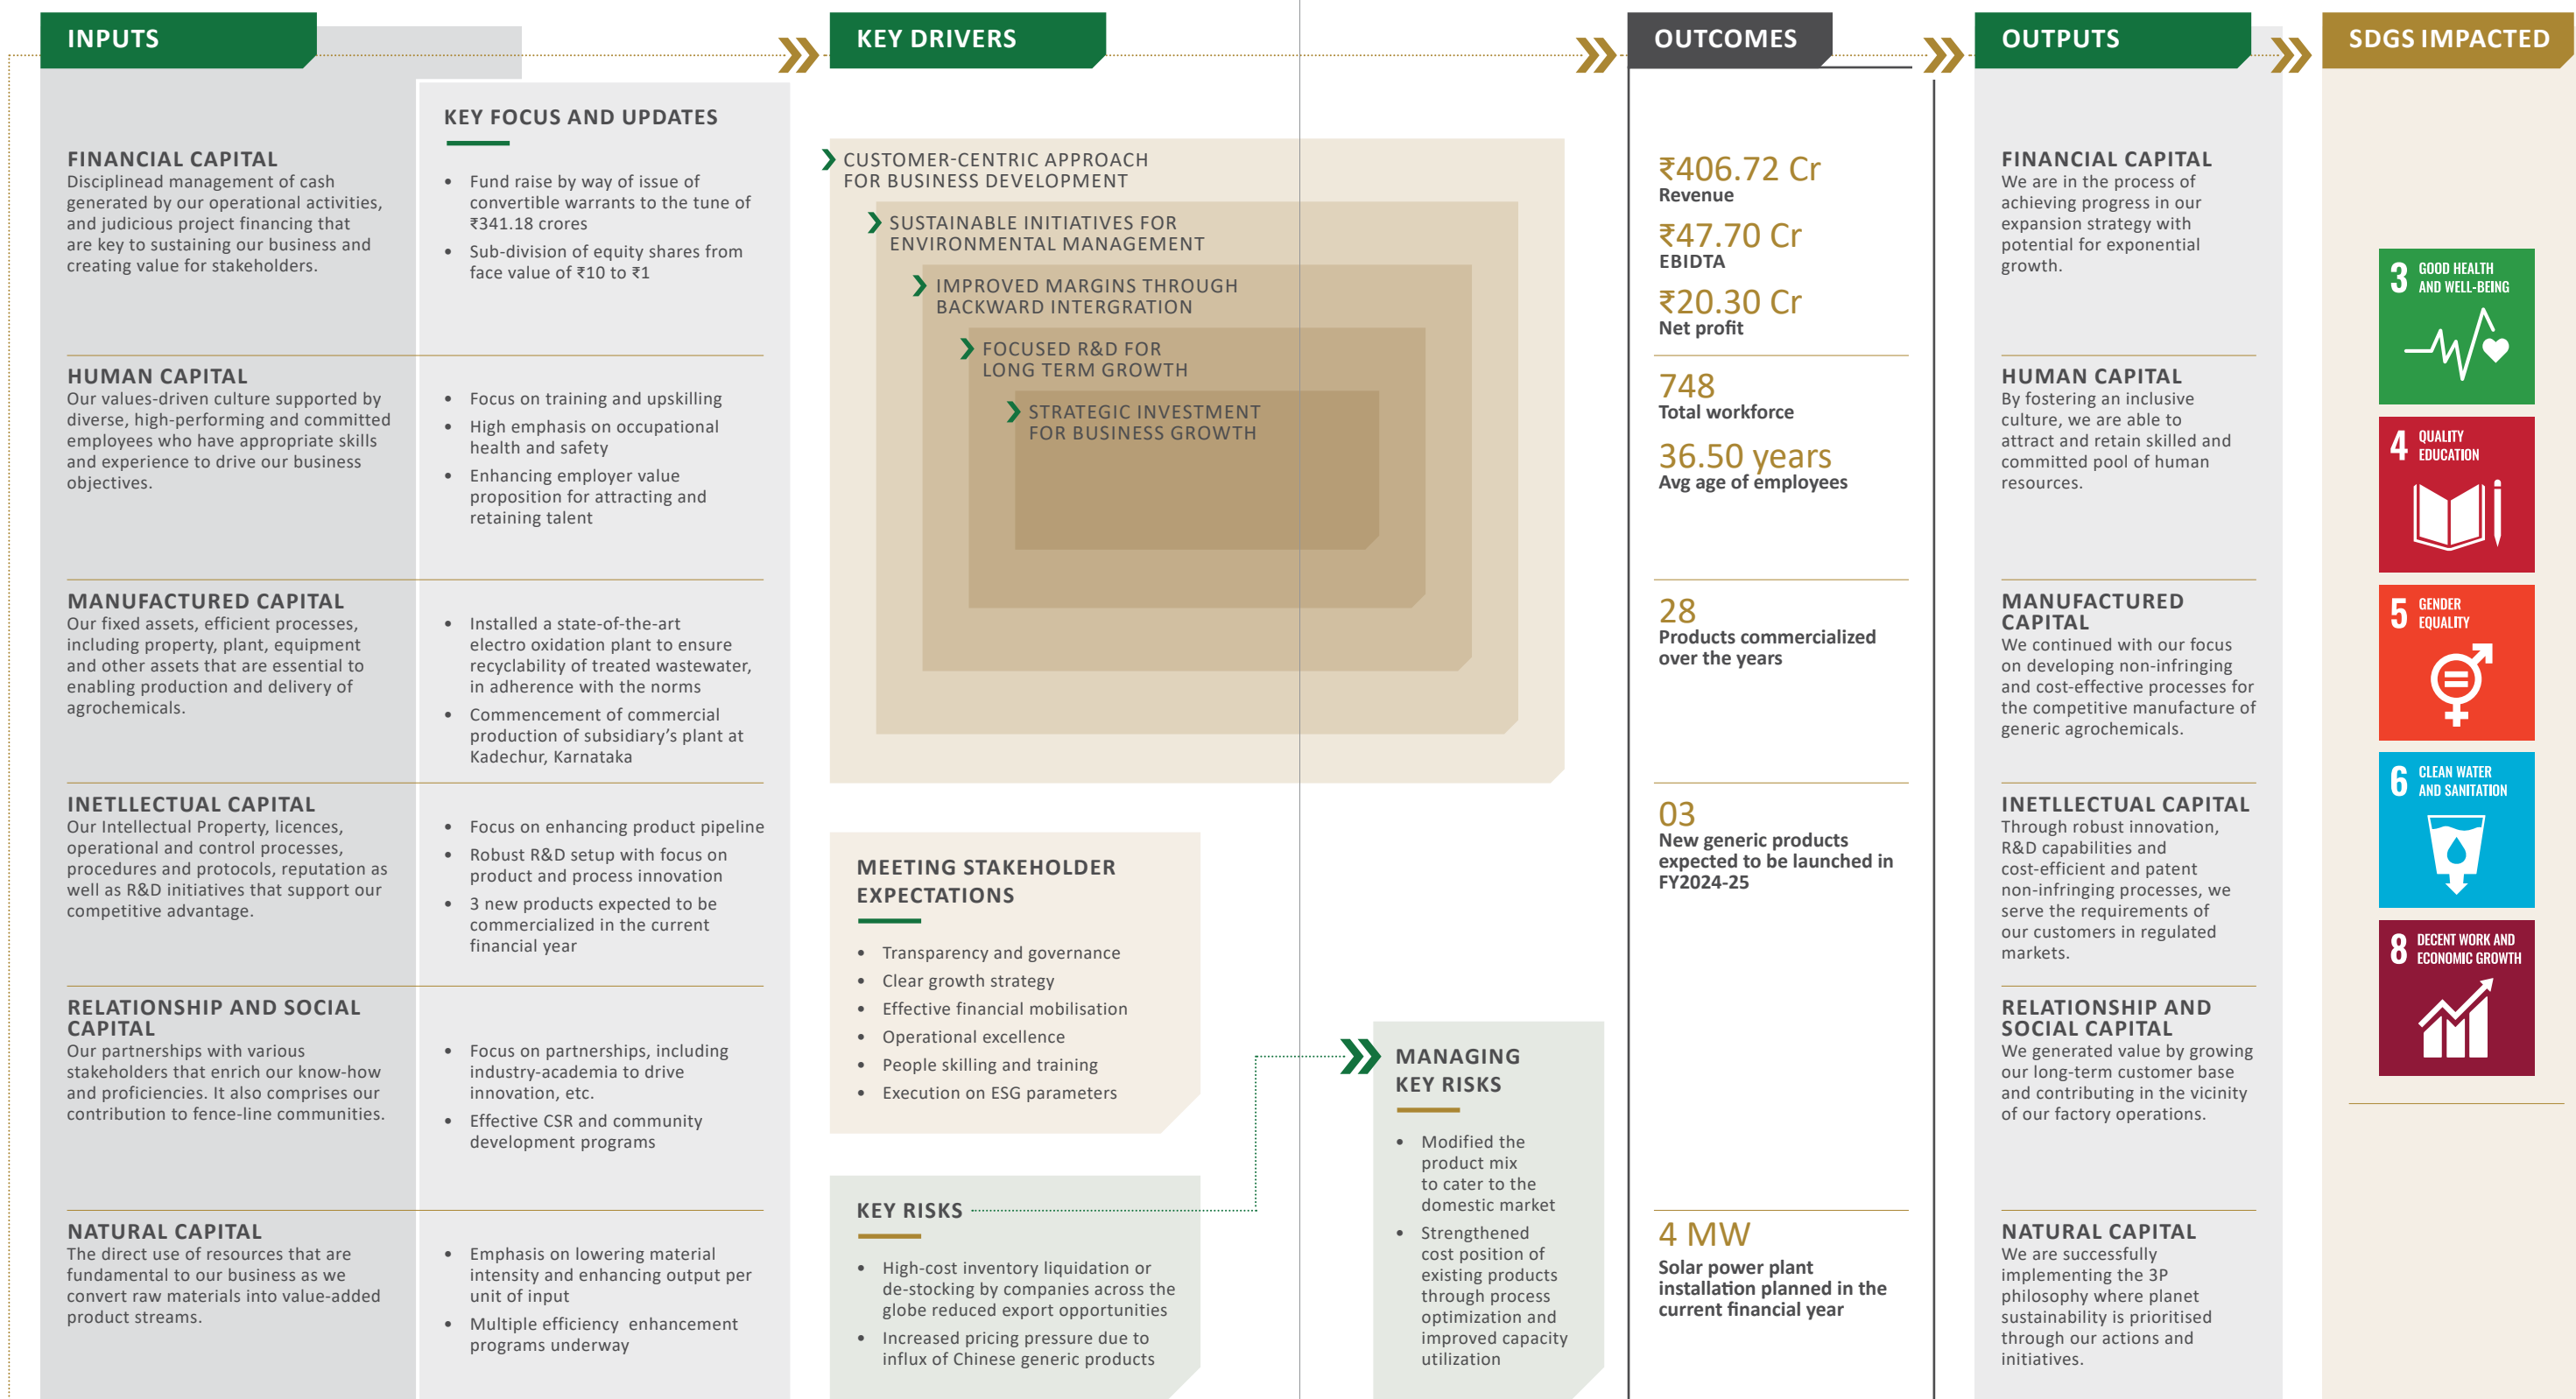 INPUTS
KEY FOCUS AND UPDATES
FINANCIAL CAPITAL
Disciplinead management of cash
generated by our operational activities,
and judicious project financing that
are key to sustaining our business and
creating value for stakeholders.
• Fund raise by way of issue of
convertible warrants to the tune of
₹341.18 crores
• Sub-division of equity shares from
face value of ₹10 to ₹1
HUMAN CAPITAL
Our values-driven culture supported by
diverse, high-performing and committed
employees who have appropriate skills
and experience to drive our business
objectives.
• Focus on training and upskilling
• High emphasis on occupational
health and safety
• Enhancing employer value
proposition for attracting and
retaining talent
MANUFACTURED CAPITAL
Our fixed assets, efficient processes,
including property, plant, equipment
and other assets that are essential to
enabling production and delivery of
agrochemicals.
• Installed a state-of-the-art
electro oxidation plant to ensure
recyclability of treated wastewater,
in adherence with the norms
• Commencement of commercial
production of subsidiary’s plant at
Kadechur, Karnataka
INETLLECTUAL CAPITAL
Our Intellectual Property, licences,
operational and control processes,
procedures and protocols, reputation as
well as R&D initiatives that support our
competitive advantage.
• Focus on enhancing product pipeline
• Robust R&D setup with focus on
product and process innovation
• 3 new products expected to be
commercialized in the current
financial year
RELATIONSHIP AND SOCIAL
CAPITAL
Our partnerships with various
stakeholders that enrich our know-how
and proficiencies. It also comprises our
contribution to fence-line communities.
• Focus on partnerships, including
industry-academia to drive
innovation, etc.
• Effective CSR and community
development programs
NATURAL CAPITAL
The direct use of resources that are
fundamental to our business as we
convert raw materials into value-added
product streams.
• Emphasis on lowering material
intensity and enhancing output per
unit of input
• Multiple efficiency enhancement
programs underway
KEY DRIVERS
CUSTOMER-CENTRIC APPROACH
FOR BUSINESS DEVELOPMENT
SUSTAINABLE INITIATIVES FOR
ENVIRONMENTAL MANAGEMENT
IMPROVED MARGINS THROUGH
BACKWARD INTERGRATION
FOCUSED R&D FOR
LONG TERM GROWTH
STRATEGIC INVESTMENT
FOR BUSINESS GROWTH
MEETING STAKEHOLDER
EXPECTATIONS
• Transparency and governance
• Clear growth strategy
• Effective financial mobilisation
• Operational excellence
• People skilling and training
• Execution on ESG parameters
KEY RISKS
• High-cost inventory liquidation or
de-stocking by companies across the
globe reduced export opportunities
• Increased pricing pressure due to
influx of Chinese generic products
MANAGING
KEY RISKS
• Modified the
product mix
to cater to the
domestic market
• Strengthened
cost position of
existing products
through process
optimization and
improved capacity
utilization
OUTCOMES
₹406.72 Cr
Revenue
₹47.70 Cr
EBIDTA
₹20.30 Cr
Net profit
748
Total workforce
36.50 years
Avg age of employees
28
Products commercialized
over the years
03
New generic products
expected to be launched in
FY2024-25
4 MW
Solar power plant
installation planned in the
current financial year
OUTPUTS
FINANCIAL CAPITAL
We are in the process of
achieving progress in our
expansion strategy with
potential for exponential
growth.
HUMAN CAPITAL
By fostering an inclusive
culture, we are able to
attract and retain skilled and
committed pool of human
resources.
MANUFACTURED
CAPITAL
We continued with our focus
on developing non-infringing
and cost-effective processes for
the competitive manufacture of
generic agrochemicals.
INETLLECTUAL CAPITAL
Through robust innovation,
R&D capabilities and
cost-efficient and patent
non-infringing processes, we
serve the requirements of
our customers in regulated
markets.
RELATIONSHIP AND
SOCIAL CAPITAL
We generated value by growing
our long-term customer base
and contributing in the vicinity
of our factory operations.
NATURAL CAPITAL
We are successfully
implementing the 3P
philosophy where planet
sustainability is prioritised
through our actions and
initiatives.
SDGS IMPACTED
3 GOOD HEALTH
AND WELL-BEING
4 QUALITY
EDUCATION
5 GENDER
EQUALITY
6 CLEAN WATER
AND SANITATION
8 DECENT WORK AND
ECONOMIC GROWTH